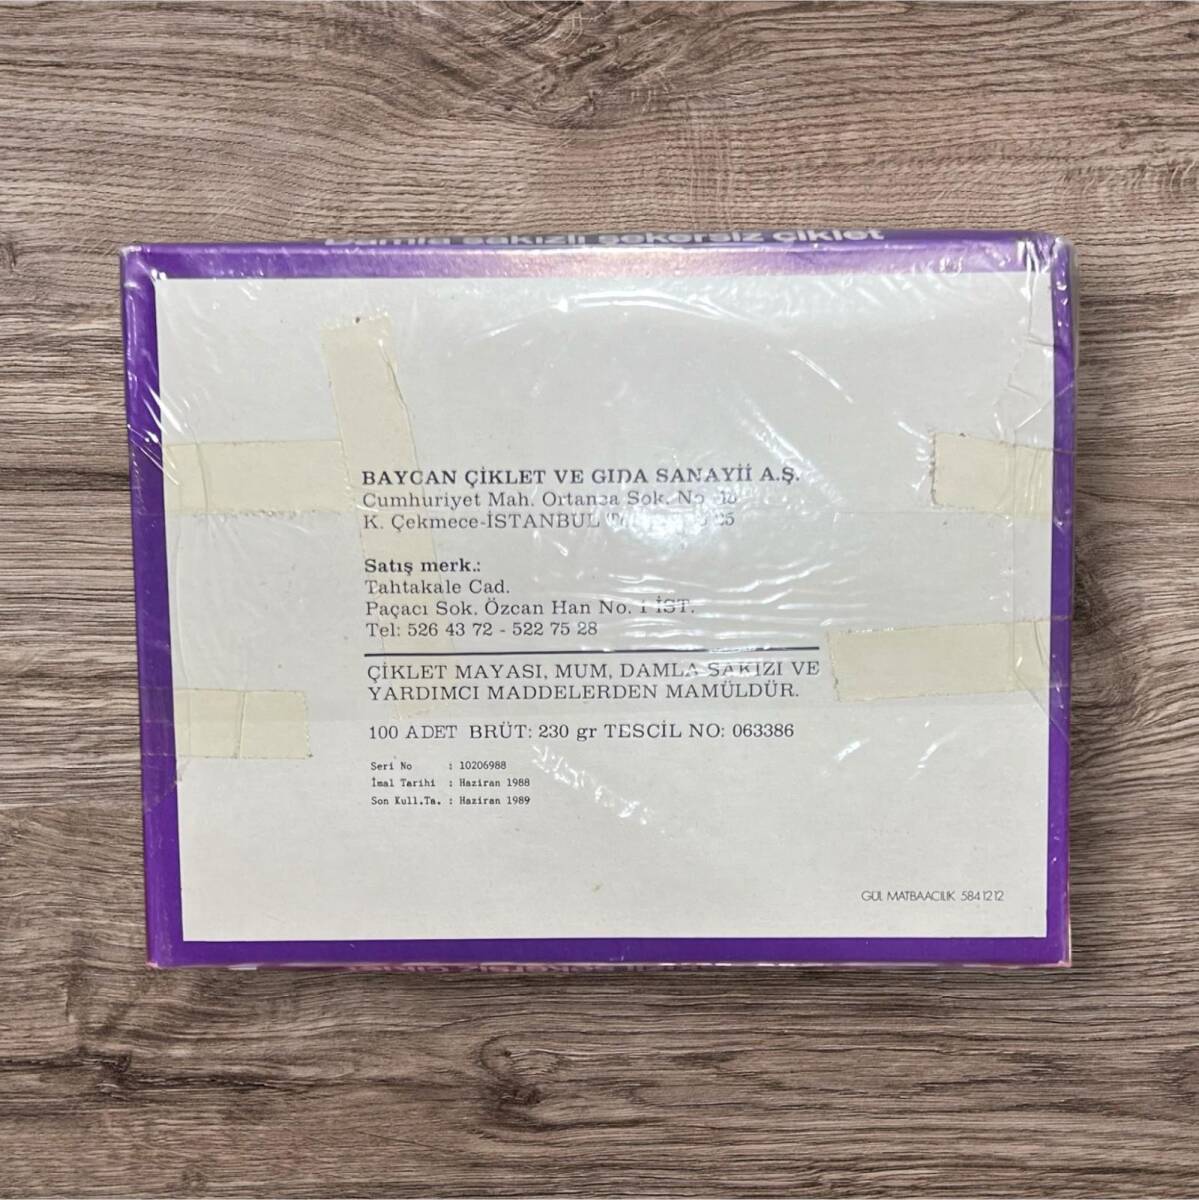 Damla sakızlı şekersiz çiklet
BAYCAN ÇİKLET VE GIDA SANAYİİ A.Ş.
Cumhuriyet Mah. Ortanca Sok. No
K. Çekmece-İSTANBUL 25
Satış merk.:
Tahtakale Cad.
Paçacı Sok. Özcan Han No. 1 İST.
Tel: 526 43 72 - 522 75 28
ÇİKLET MAYASI, MUM, DAMLA SAKIZI VE
YARDIMCI MADDELERDEN MAMÜLDÜR.
100 ADET BRÜT: 230 gr TESCİL NO: 063386
Seri No : 10206988
İmal Tarihi : Haziran 1988
Son Kull.Ta. : Haziran 1989
GÜL MATBAACILIK 584 12 12